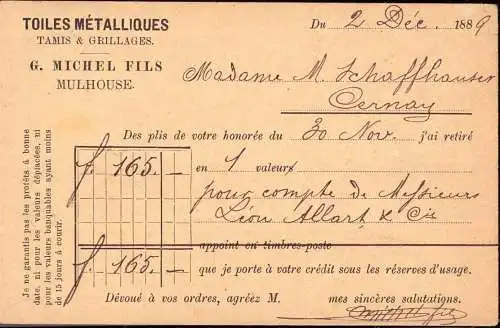 TOILES MÉTALLIQUES
TAMIS & GRILLAGES.
G. MICHEL FILS
MULHOUSE.
Du 2 Déc. 1889
Madame M. Schaffhauser
Cernay
Des plis de votre honorée du 30 Nov. j'ai retiré
f. 165. — en 1 valeurs
pour compte de Messieurs
Léon Allart & Cie
appoint en timbres-poste
f. 165. — que je porte à votre crédit sous les réserves d'usage.
Dévoué à vos ordres, agréez M. mes sincères salutations.
GMichel fils
Je ne garantis pas les protêts à bonne
date, ni pour les valeurs déplacées, ni
pour les valeurs banquables ayant moins
de 15 jours à courir.